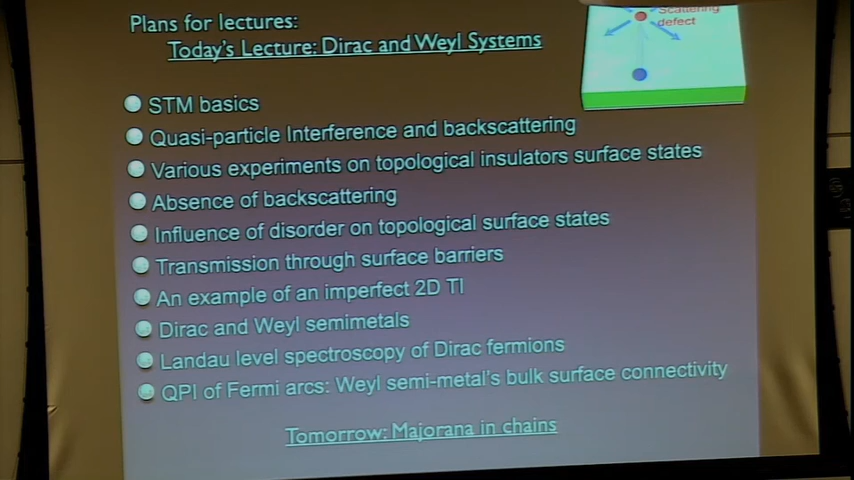 Plans for lectures:
Today's Lecture: Dirac and Weyl Systems
Scattering
defect
STM basics
Quasi-particle Interference and backscattering
Various experiments on topological insulators surface states
Absence of backscattering
Influence of disorder on topological surface states
Transmission through surface barriers
An example of an imperfect 2D TI
Dirac and Weyl semimetals
Landau level spectroscopy of Dirac fermions
QPI of Fermi arcs: Weyl semi-metal's bulk surface connectivity
Tomorrow: Majorana in chains